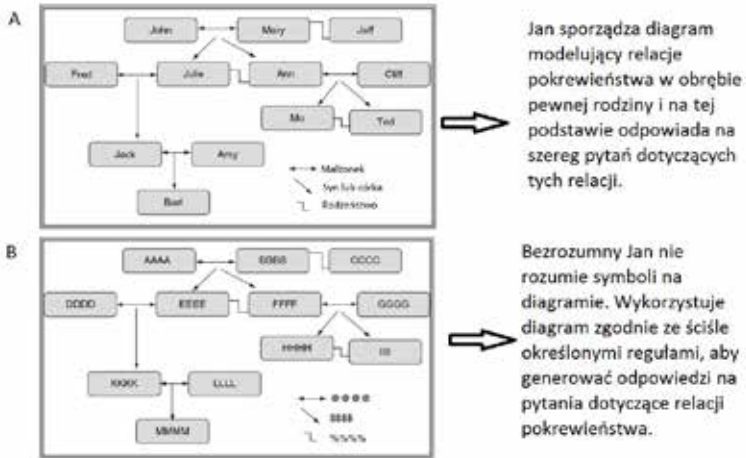 A
John Mary Jeff
Fred Julie Ann Cliff
Mo Ted
Jack Amy
Bart
Małżonek
Syn lub córka
Rodzeństwo
Jan sporządza diagram
modelujący relacje
pokrewieństwa w obrębie
pewnej rodziny i na tej
podstawie odpowiada na
szereg pytań dotyczących
tych relacji.
B
AAAA BBBB CCCC
DDDD EEEE FFFF GGGG
HHHH IIII
KKKK LLLL
MMMM
@@@@
$$$$
%%%%
Bezrozumny Jan nie
rozumie symboli na
diagramie. Wykorzystuje
diagram zgodnie ze ściśle
określonymi regułami, aby
generować odpowiedzi na
pytania dotyczące relacji
pokrewieństwa.